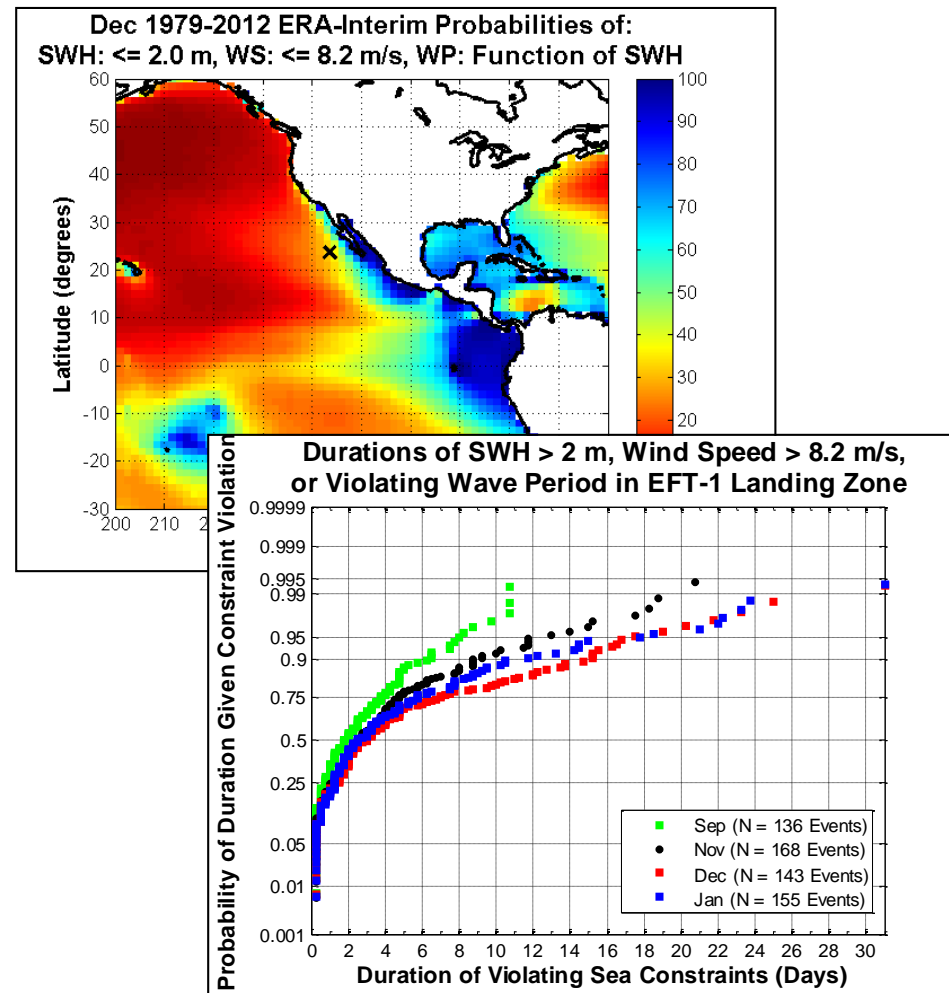 Dec 1979-2012 ERA-Interim Probabilities of:
SWH: <= 2.0 m, WS: <= 8.2 m/s, WP: Function of SWH
Latitude (degrees)
60
50
40
30
20
10
0
-10
-20
-30
200
210
100
90
80
70
60
50
40
30
20
Durations of SWH > 2 m, Wind Speed > 8.2 m/s,
or Violating Wave Period in EFT-1 Landing Zone
Probability of Duration Given Constraint Violation
0.9999
0.999
0.995
0.99
0.95
0.9
0.75
0.5
0.25
0.05
0.01
0.001
Sep (N = 136 Events)
Nov (N = 168 Events)
Dec (N = 143 Events)
Jan (N = 155 Events)
0 2 4 6 8 10 12 14 16 18 20 22 24 26 28 31
Duration of Violating Sea Constraints (Days)